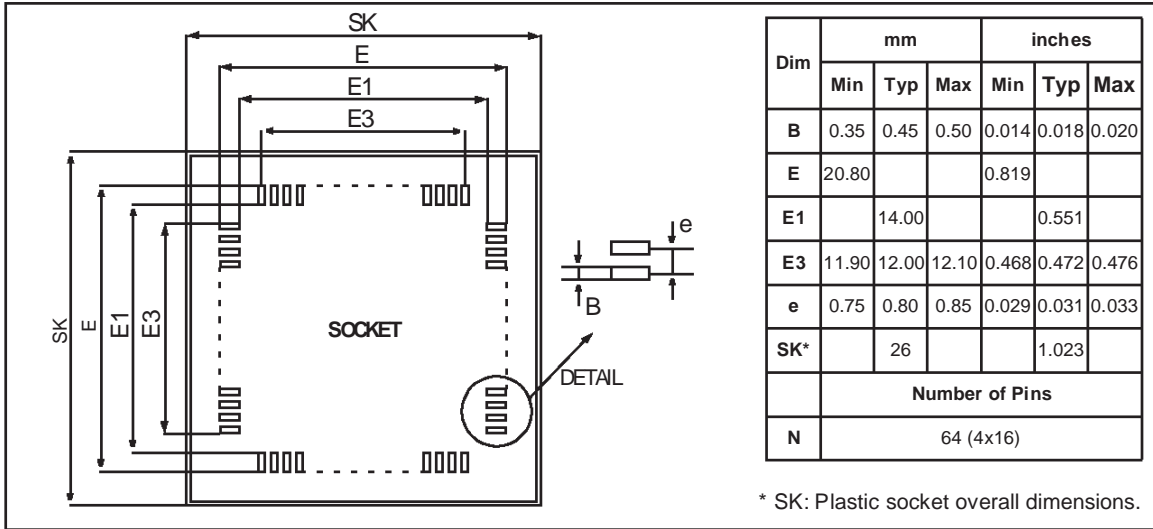 SK
E
E1
E3
SK
E
E1
E3
SOCKET
DETAIL
e
B
Dim mm inches
Min Typ Max Min Typ Max
B 0.35 0.45 0.50 0.014 0.018 0.020
E 20.80 0.819
E1 14.00 0.551
E3 11.90 12.00 12.10 0.468 0.472 0.476
e 0.75 0.80 0.85 0.029 0.031 0.033
SK* 26 1.023
Number of Pins
N 64 (4x16)
* SK: Plastic socket overall dimensions.